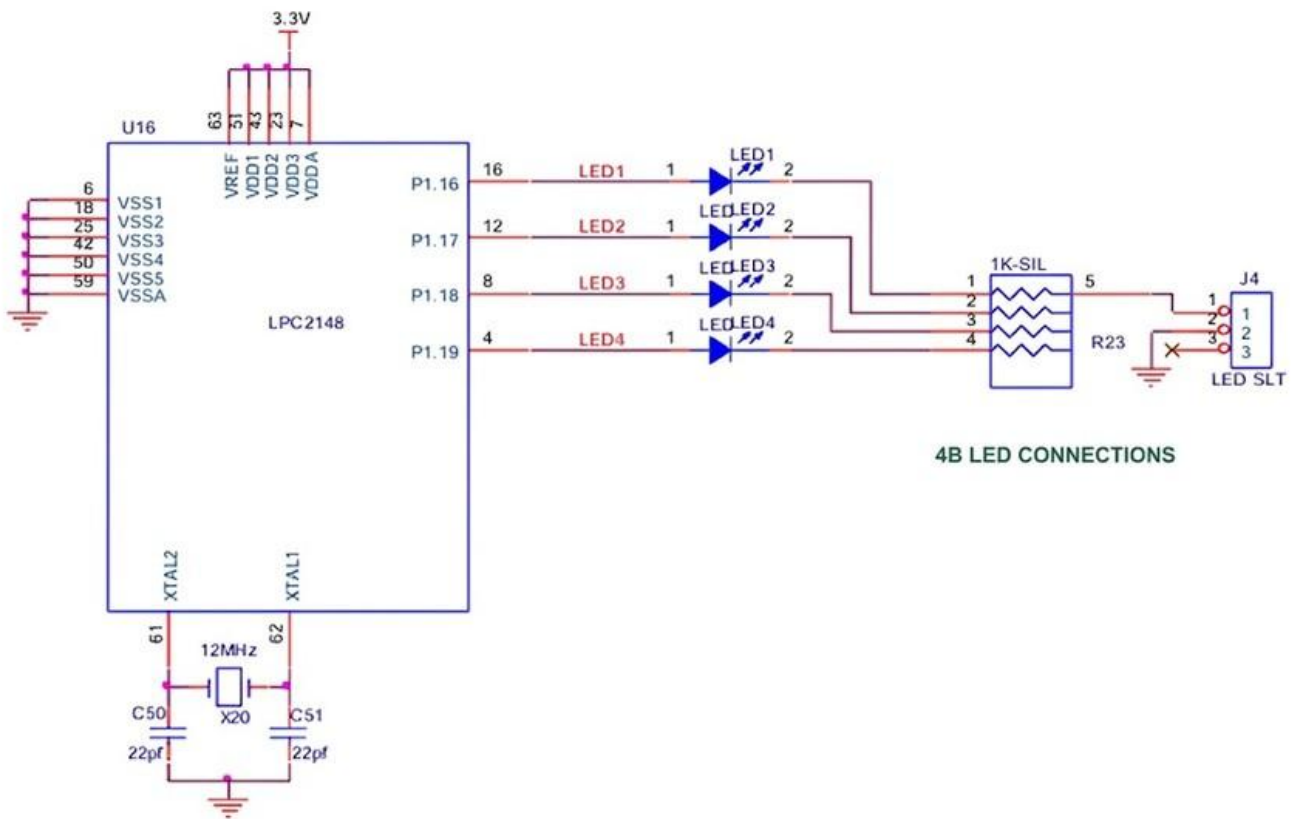 3.3V
U16
63
51
43
23
7
VREF
VDD1
VDD2
VDD3
VDDA
6
18
25
42
50
59
VSS1
VSS2
VSS3
VSS4
VSS5
VSSA
LPC2148
P1.16
16
LED1
1
LED1
2
P1.17
12
LED2
1
LED
LED2
2
P1.18
8
LED3
1
LED
LED3
2
P1.19
4
LED4
1
LED
LED4
2
1K-SIL
1
2
3
4
5
R23
J4
1
2
3
1
2
3
LED SLT
4B LED CONNECTIONS
XTAL2
XTAL1
61
62
12MHz
X20
C50
C51
22pf
22pf